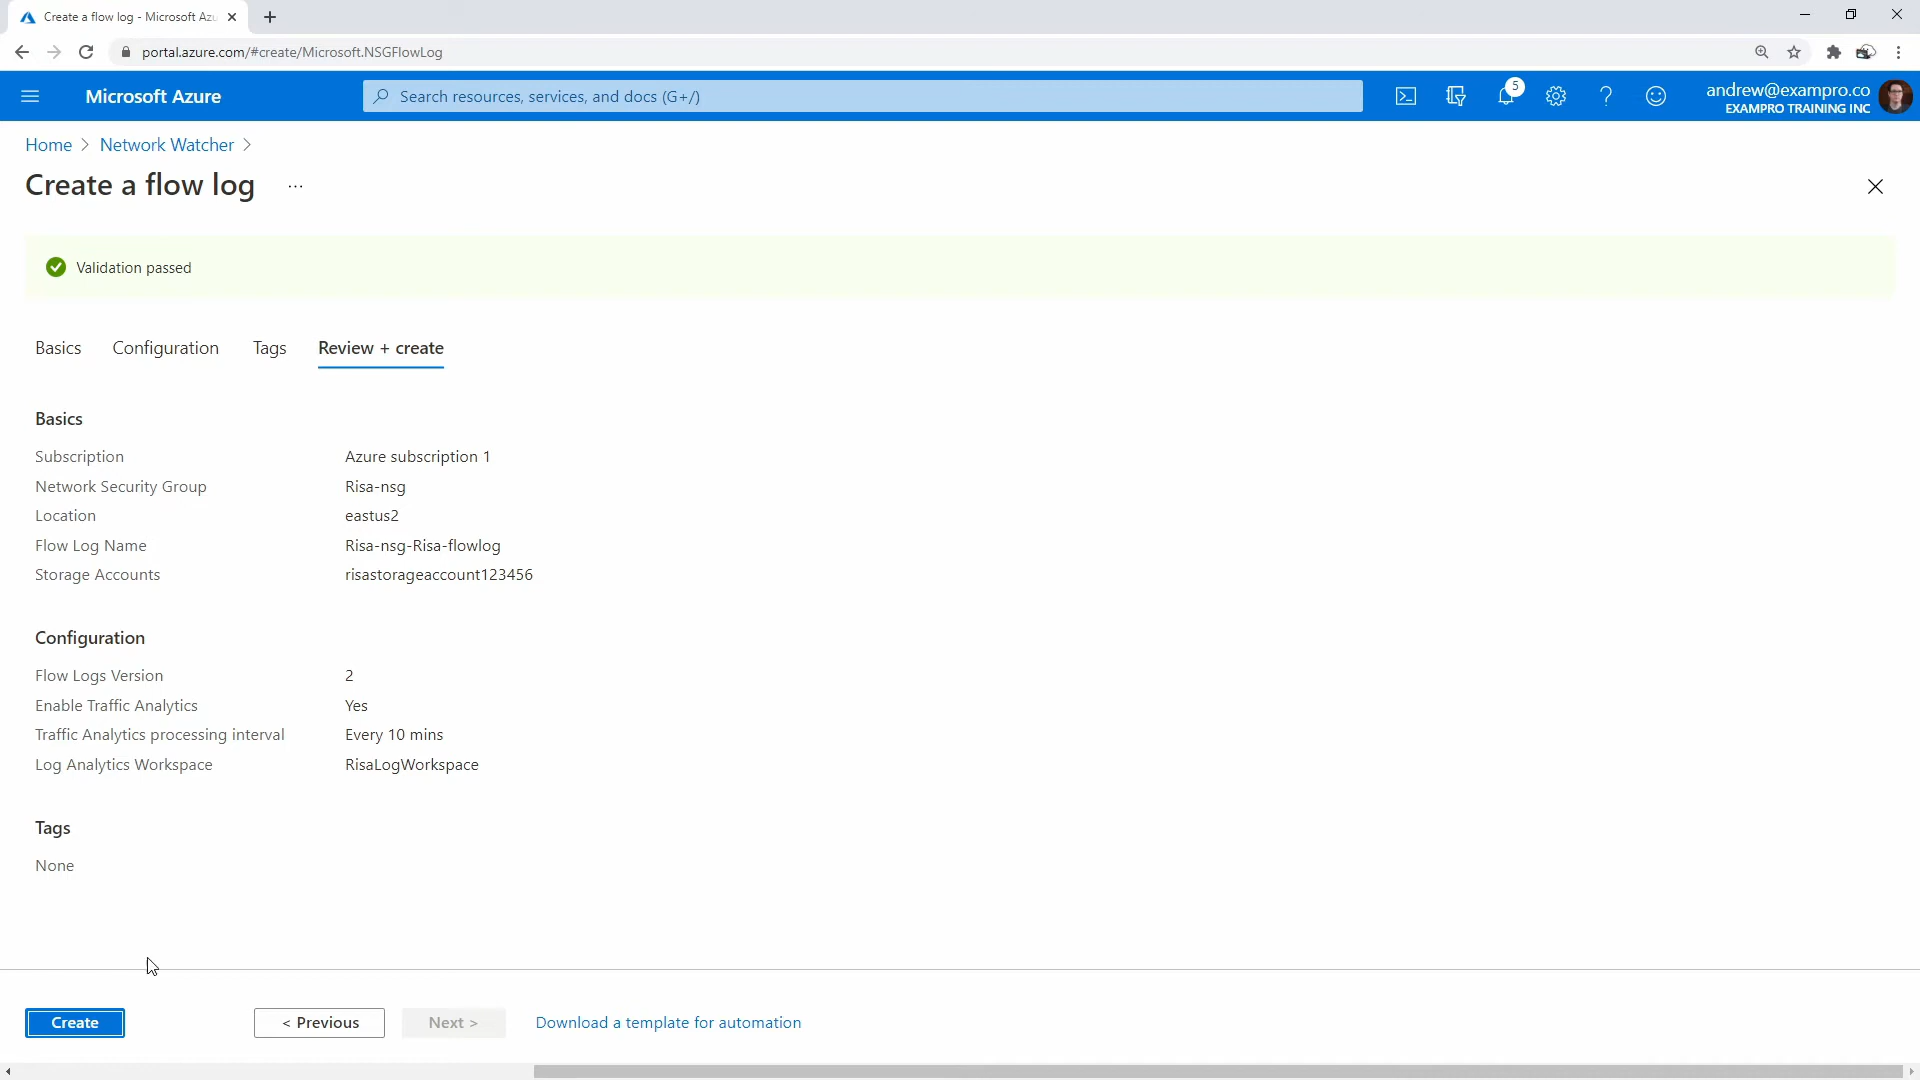 Create a flow log - Microsoft Azu
portal.azure.com/#create/Microsoft.NSGFlowLog
Microsoft Azure
Search resources, services, and docs (G+/)
5
andrew@exampro.co
EXAMPRO TRAINING INC
Home > Network Watcher >
Create a flow log ...
Validation passed
Basics Configuration Tags Review + create
Basics
Subscription Azure subscription 1
Network Security Group Risa-nsg
Location eastus2
Flow Log Name Risa-nsg-Risa-flowlog
Storage Accounts risastorageaccount123456
Configuration
Flow Logs Version 2
Enable Traffic Analytics Yes
Traffic Analytics processing interval Every 10 mins
Log Analytics Workspace RisaLogWorkspace
Tags
None
Create < Previous Next > Download a template for automation